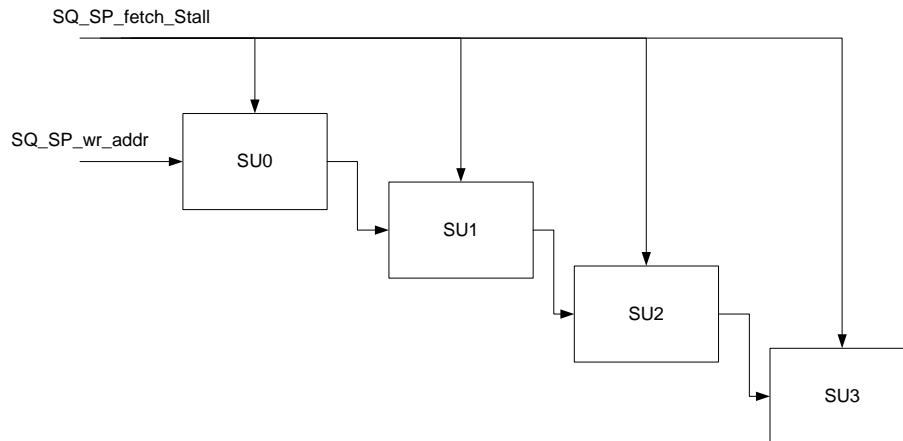 SQ_SP_fetch_Stall
SQ_SP_wr_addr
SU0
SU1
SU2
SU3